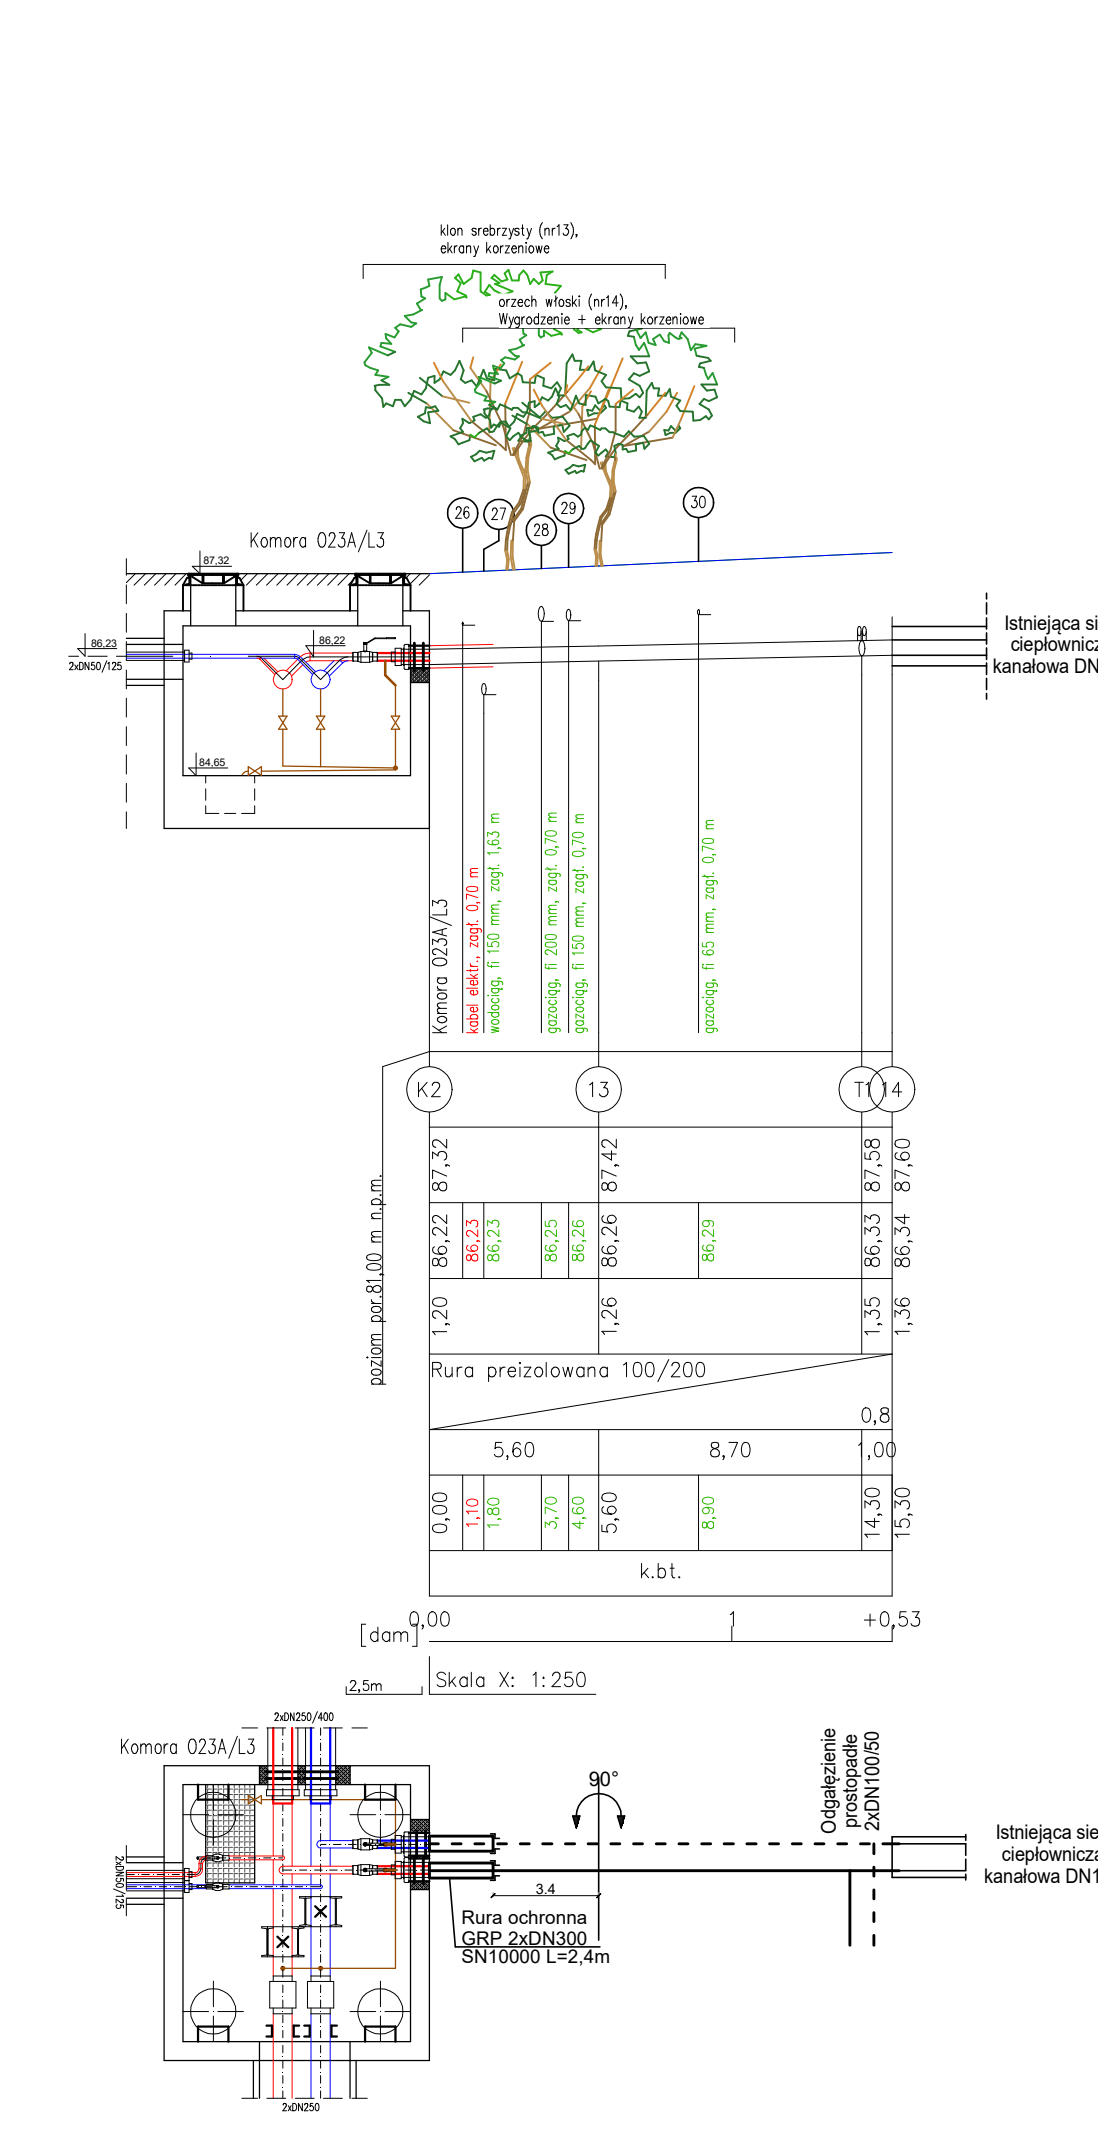 klon srebrzysty (nr13),
ekrany korzeniowe
orzech włoski (nr14),
Wygrodzenie + ekrany korzeniowe
26
27
28
29
30
Komora 023A/L3
87,32
86,23
2xDN50/125
86,22
84,65
Istniejąca si
ciepłownicz
kanałowa DN
Komora 023A/L3
kabel elektr., zagł. 0,70 m
wodociąg, fi 150 mm, zagł. 1,63 m
gazociąg, fi 200 mm, zagł. 0,70 m
gazociąg, fi 150 mm, zagł. 0,70 m
gazociąg, fi 65 mm, zagł. 0,70 m
poziom por.81,00 m n.p.m.
K2
13
T1
14
87,32
87,42
87,58
87,60
86,22
86,23
86,23
86,25
86,26
86,26
86,29
86,33
86,34
1,20
1,26
1,35
1,36
Rura preizolowana 100/200
0,8
5,60
8,70
1,00
0,00
1,10
1,80
3,70
4,60
5,60
8,90
14,30
15,30
k.bt.
[dam]
0,00
1
+0,53
2,5m
Skala X: 1:250
2xDN250/400
Komora 023A/L3
2xDN50/125
90°
Odgałęzienie
prostopadłe
2xDN100/50
Istniejąca sie
ciepłownicza
kanałowa DN1
3.4
Rura ochronna
GRP 2xDN300
SN10000 L=2,4m
2xDN250